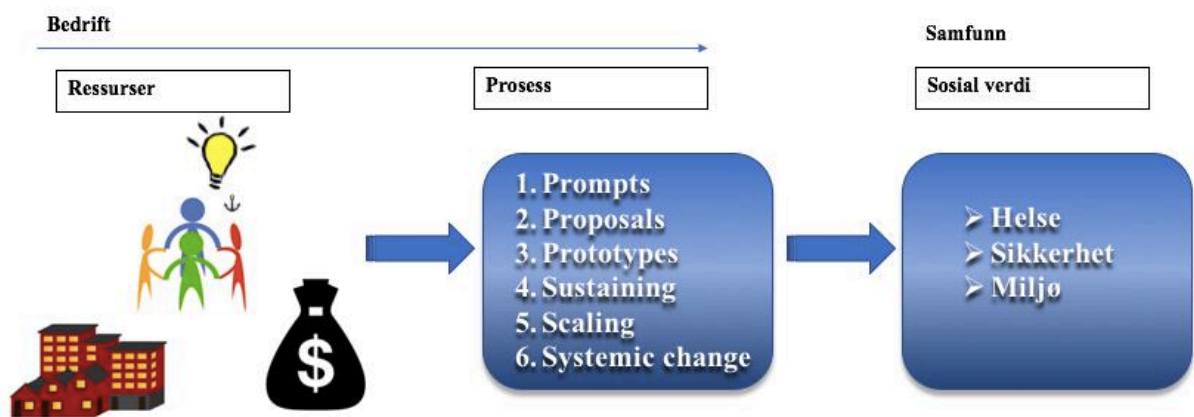 Bedrift
Samfunn
Ressurser
Prosess
Sosial verdi
1. Prompts
2. Proposals
3. Prototypes
4. Sustaining
5. Scaling
6. Systemic change
➢ Helse
➢ Sikkerhet
➢ Miljø
$